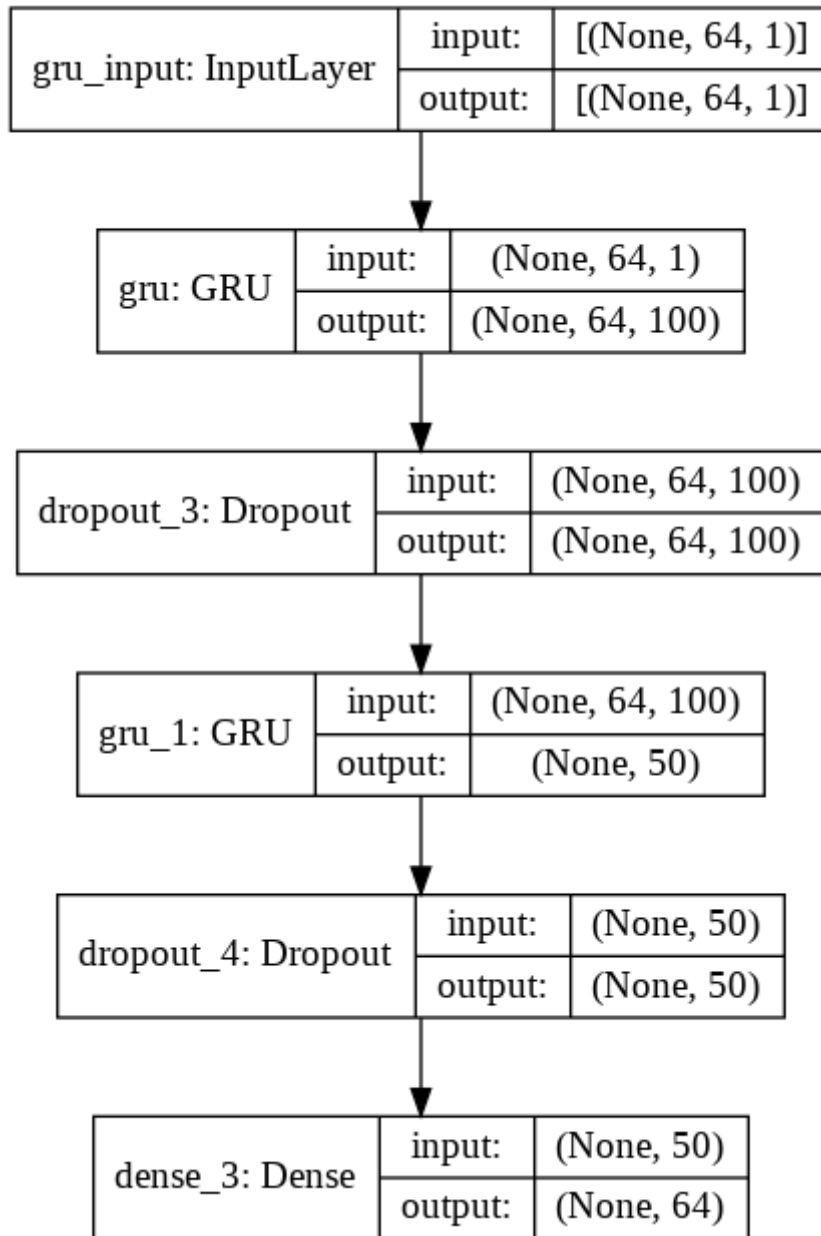 gru_input: InputLayer
input: [(None, 64, 1)]
output: [(None, 64, 1)]
gru: GRU
input: (None, 64, 1)
output: (None, 64, 100)
dropout_3: Dropout
input: (None, 64, 100)
output: (None, 64, 100)
gru_1: GRU
input: (None, 64, 100)
output: (None, 50)
dropout_4: Dropout
input: (None, 50)
output: (None, 50)
dense_3: Dense
input: (None, 50)
output: (None, 64)